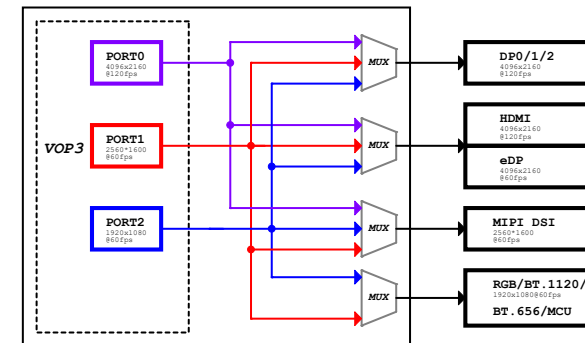 PORT0
4096x2160
@120fps
MUX
DP0/1/2
4096x2160
@120fps
HDMI
4096x2160
@120fps
VOP3
PORT1
2560*1600
@60fps
MUX
eDP
4096x2160
@60fps
PORT2
1920x1080
@60fps
MUX
MIPI DSI
2560*1600
@60fps
MUX
RGB/BT.1120/
1920x1080@60fps
BT.656/MCU